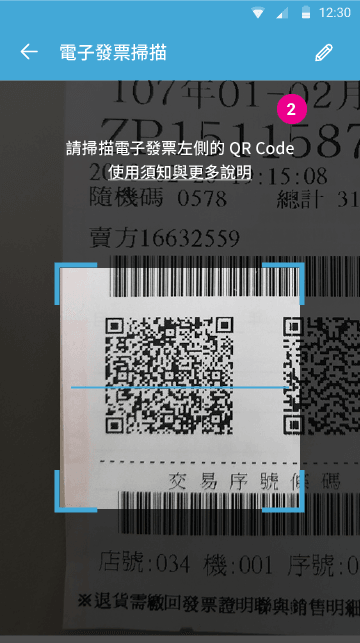 12:30
電子發票掃描
107年01-02月
2
請掃描電子發票左側的 QR Code
使用須知與更多說明
15:08
隨機碼 0578 總計 31
賣方16632559
交易序號條碼
店號:034 機:001 序號:0
※退貨需繳回發票證明聯與銷售明細